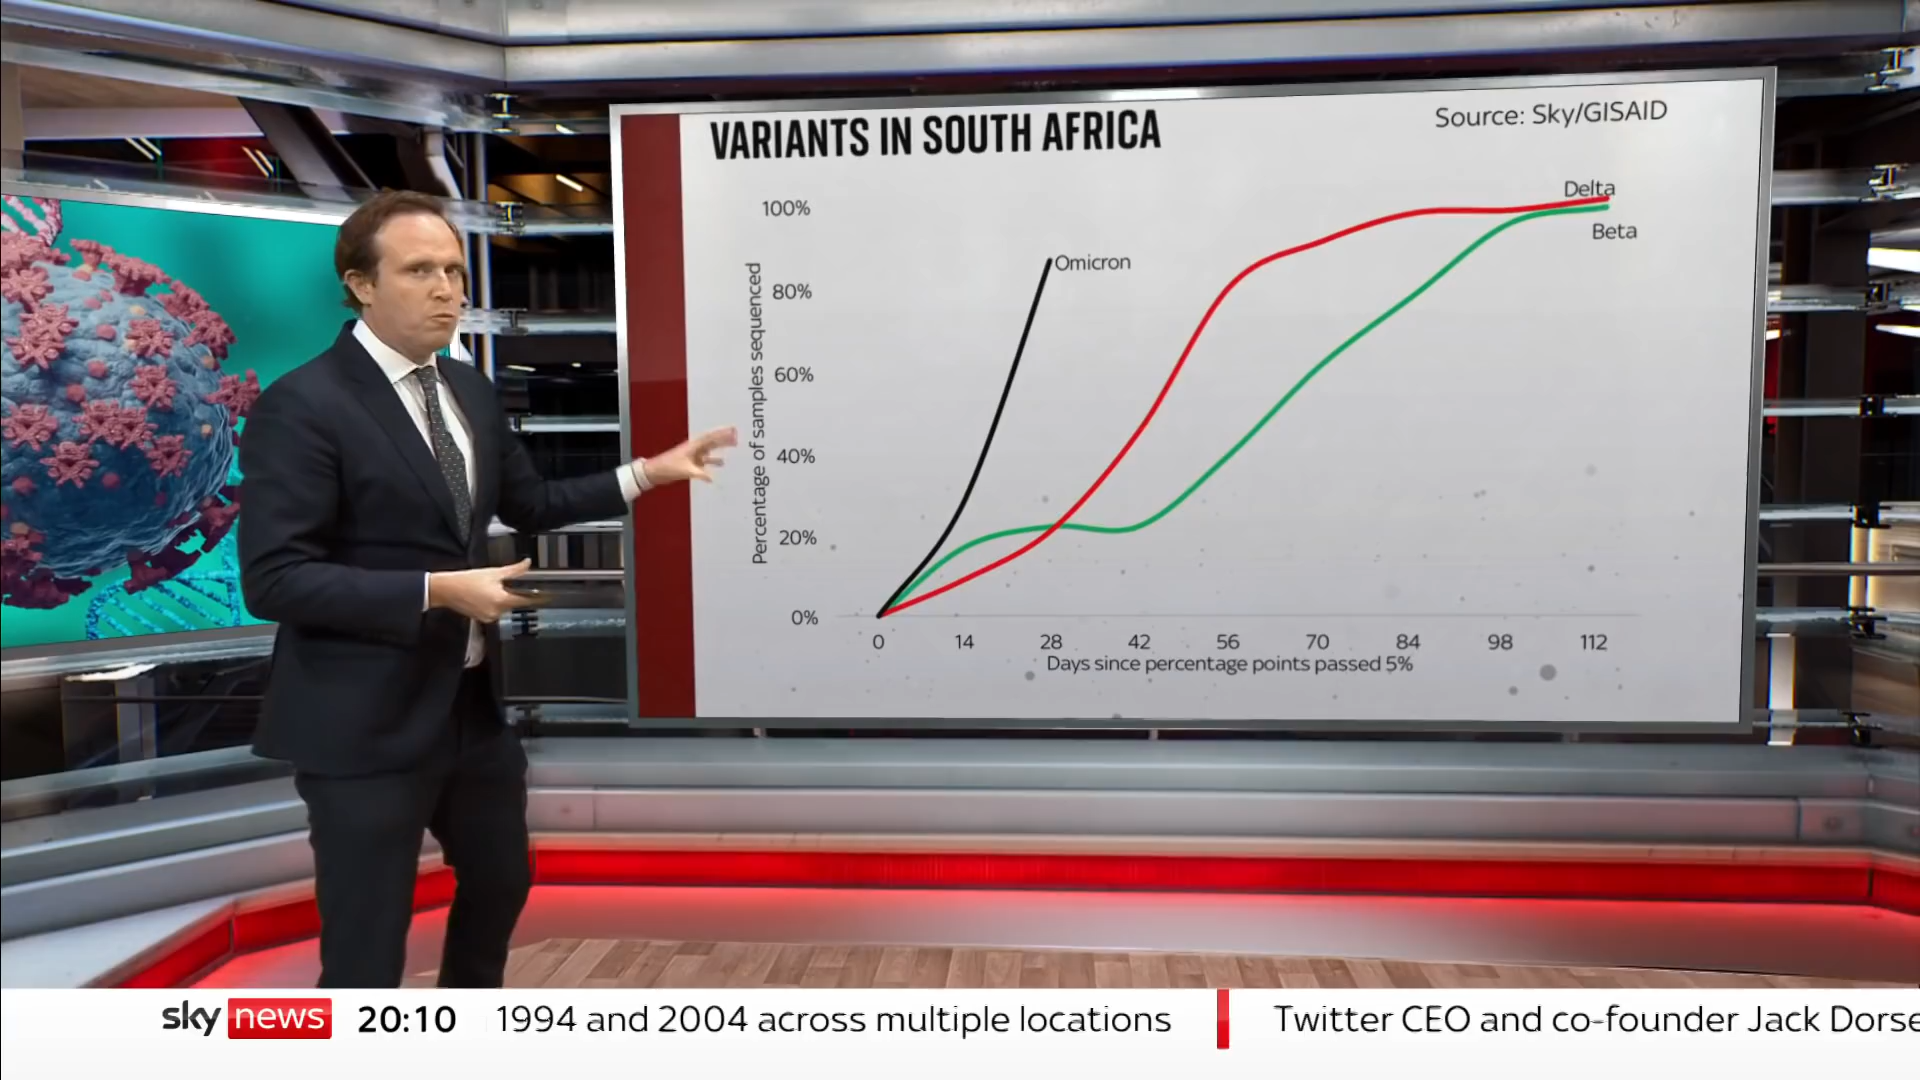 VARIANTS IN SOUTH AFRICA
Source: Sky/GISAID
Percentage of samples sequenced
100%
80%
60%
40%
20%
0%
Omicron
Delta
Beta
0 14 28 42 56 70 84 98 112
Days since percentage points passed 5%
sky news 20:10 1994 and 2004 across multiple locations Twitter CEO and co-founder Jack Dorse